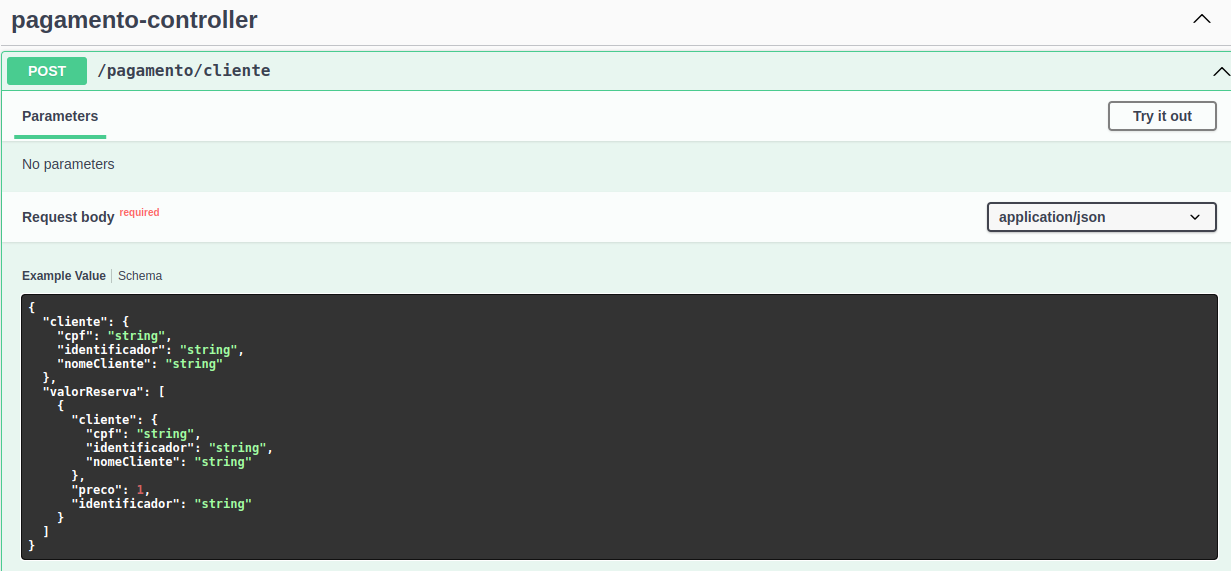 pagamento-controller
POST /pagamento/cliente
Parameters
Try it out
No parameters
Request body required
application/json
Example Value Schema
{
  "cliente": {
    "cpf": "string",
    "identificador": "string",
    "nomeCliente": "string"
  },
  "valorReserva": [
    {
      "cliente": {
        "cpf": "string",
        "identificador": "string",
        "nomeCliente": "string"
      },
      "preco": 1,
      "identificador": "string"
    }
  ]
}